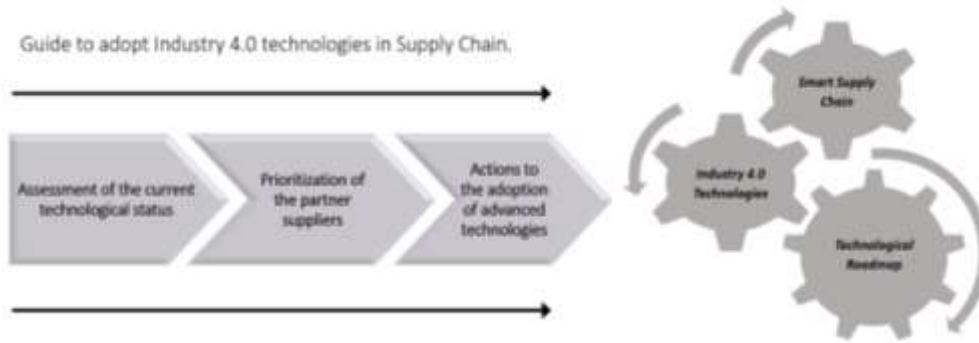 Guide to adopt Industry 4.0 technologies in Supply Chain.
Assessment of the current
technological status
Prioritization of
the partner
suppliers
Actions to
the adoption
of advanced
technologies
Smart Supply
Chain
Industry 4.0
Technologies
Technological
Roadmap